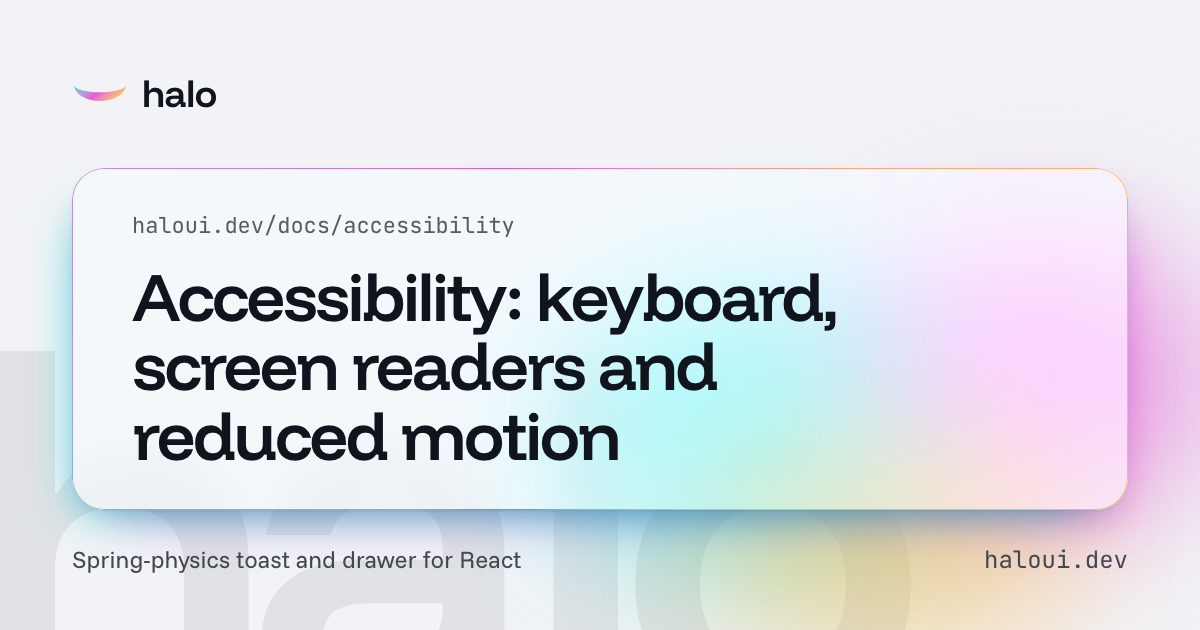 halo
haloui.dev/docs/accessibility
Accessibility: keyboard,
screen readers and
reduced motion
halo
Spring-physics toast and drawer for React
haloui.dev